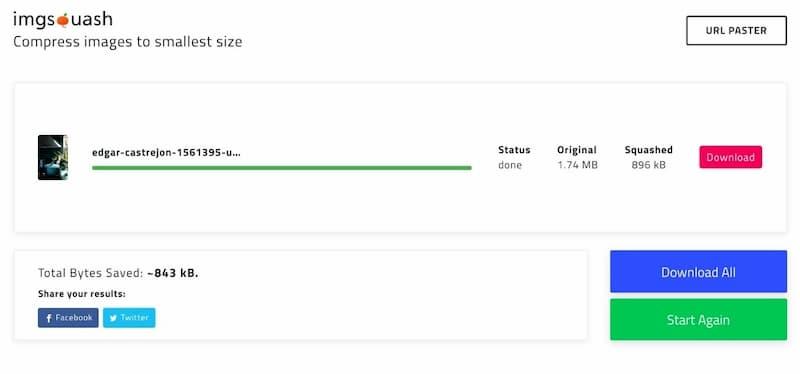 imgsquash
Compress images to smallest size
URL PASTER
edgar-castrejon-1561395-u...
Status
done
Original
1.74 MB
Squashed
896 kB
Download
Total Bytes Saved: ~843 kB.
Share your results:
Facebook
Twitter
Download All
Start Again